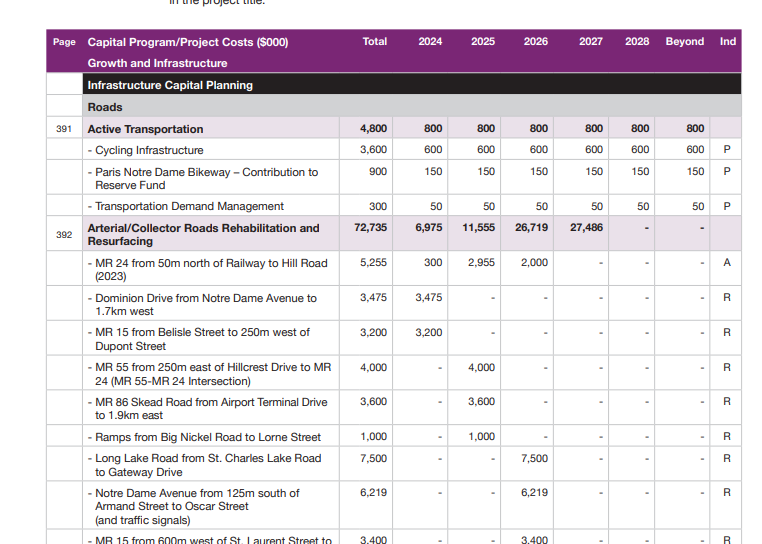 in the project title.
Page Capital Program/Project Costs ($000) Total 2024 2025 2026 2027 2028 Beyond Ind
Growth and Infrastructure
Infrastructure Capital Planning
Roads
391 Active Transportation 4,800 800 800 800 800 800 800
- Cycling Infrastructure 3,600 600 600 600 600 600 600 P
- Paris Notre Dame Bikeway – Contribution to 900 150 150 150 150 150 150 P
Reserve Fund
- Transportation Demand Management 300 50 50 50 50 50 50 P
392 Arterial/Collector Roads Rehabilitation and 72,735 6,975 11,555 26,719 27,486 - -
Resurfacing
- MR 24 from 50m north of Railway to Hill Road 5,255 300 2,955 2,000 - - - A
(2023)
- Dominion Drive from Notre Dame Avenue to 3,475 3,475 - - - - - R
1.7km west
- MR 15 from Belisle Street to 250m west of 3,200 3,200 - - - - - R
Dupont Street
- MR 55 from 250m east of Hillcrest Drive to MR 4,000 - 4,000 - - - - R
24 (MR 55-MR 24 Intersection)
- MR 86 Skead Road from Airport Terminal Drive 3,600 - 3,600 - - - - R
to 1.9km east
- Ramps from Big Nickel Road to Lorne Street 1,000 - 1,000 - - - - R
- Long Lake Road from St. Charles Lake Road 7,500 - - 7,500 - - - R
to Gateway Drive
- Notre Dame Avenue from 125m south of 6,219 - - 6,219 - - - R
Armand Street to Oscar Street
(and traffic signals)
- MR 15 from 600m west of St. Laurent Street to 3,400 - - 3,400 - - - R